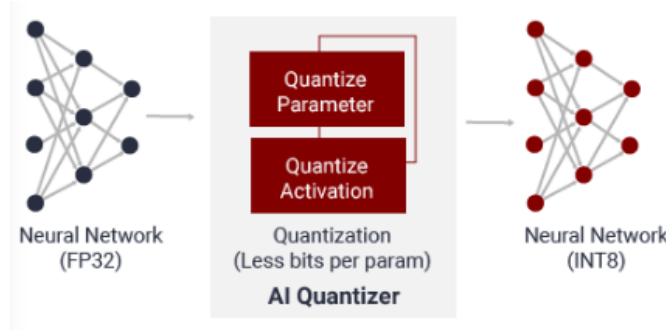 Quantize
Parameter
Quantize
Activation
Neural Network
(FP32)
Quantization
(Less bits per param)
AI Quantizer
Neural Network
(INT8)